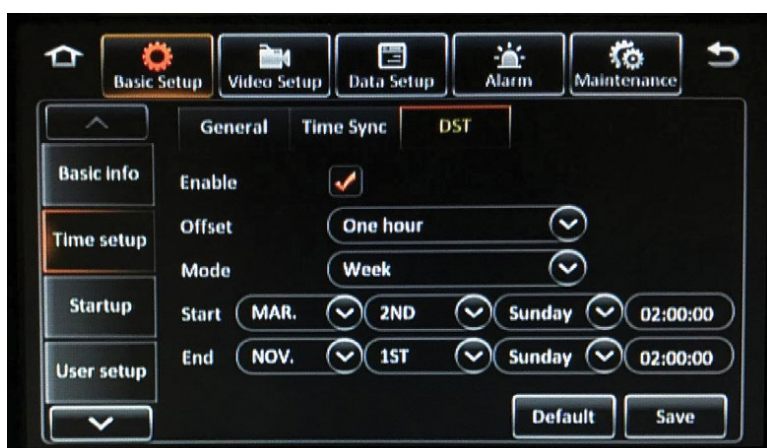 Basic Setup Video Setup Data Setup Alarm Maintenance
General Time Sync DST
Basic info
Enable
Time setup
Offset One hour
Mode Week
Startup
Start MAR. 2ND Sunday 02:00:00
User setup
End NOV. 1ST Sunday 02:00:00
Default Save